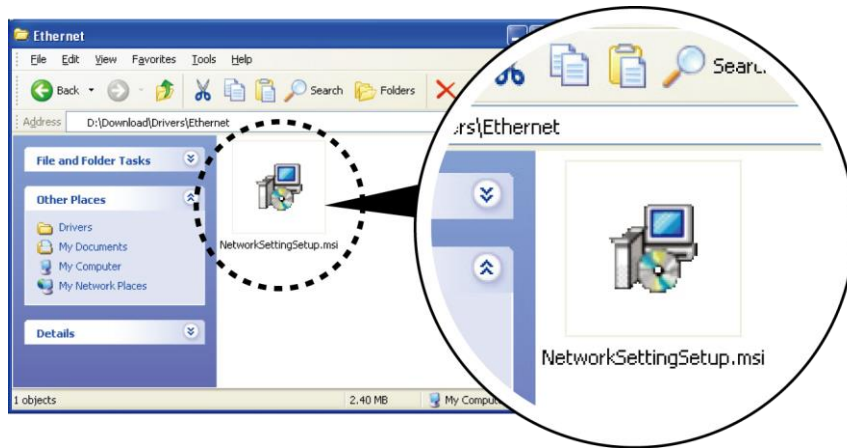 Ethernet
File Edit View Favorites Tools Help
Back Search Folders
Address D:\Download\Drivers\Ethernet
File and Folder Tasks
Other Places
Drivers
My Documents
My Computer
My Network Places
Details
NetworkSettingSetup.msi
1 objects 2.40 MB My Comput
Searc
rs\Ethernet
NetworkSettingSetup.msi